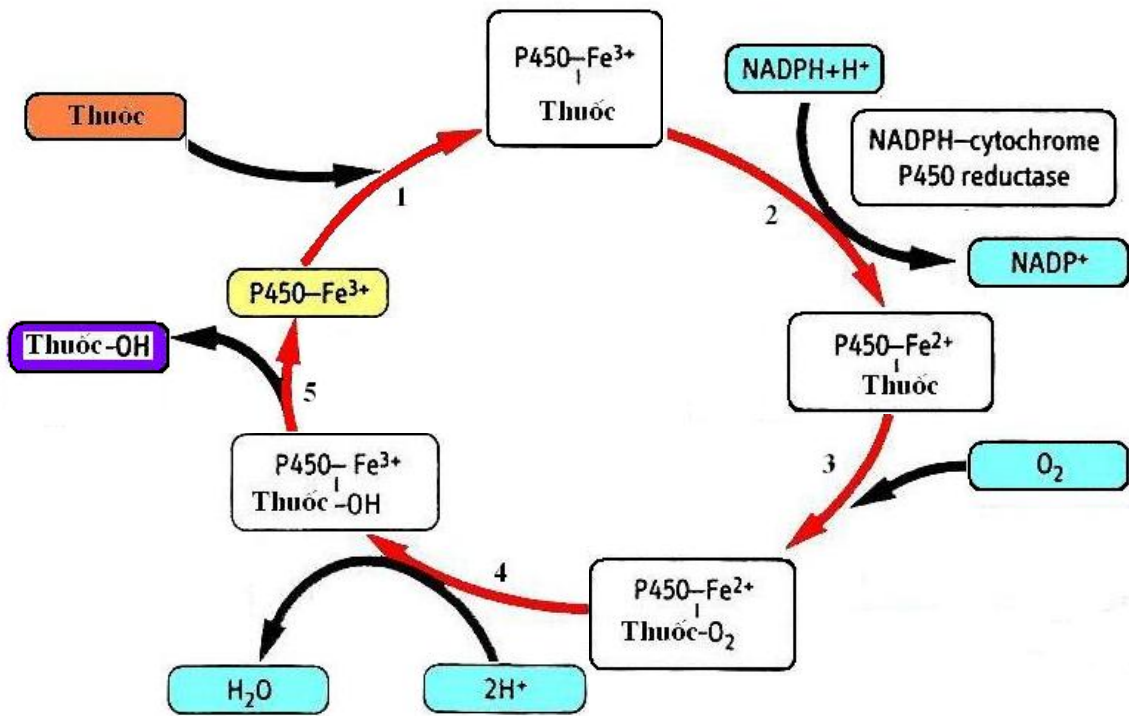 P450–Fe³⁺
Thuốc
NADPH+H⁺
Thuốc
NADPH–cytochrome
P450 reductase
1
2
P450–Fe³⁺
NADP⁺
Thuốc-OH
P450–Fe²⁺
Thuốc
5
3
P450– Fe³⁺
Thuốc-OH
O₂
4
P450–Fe²⁺
Thuốc-O₂
H₂O
2H⁺